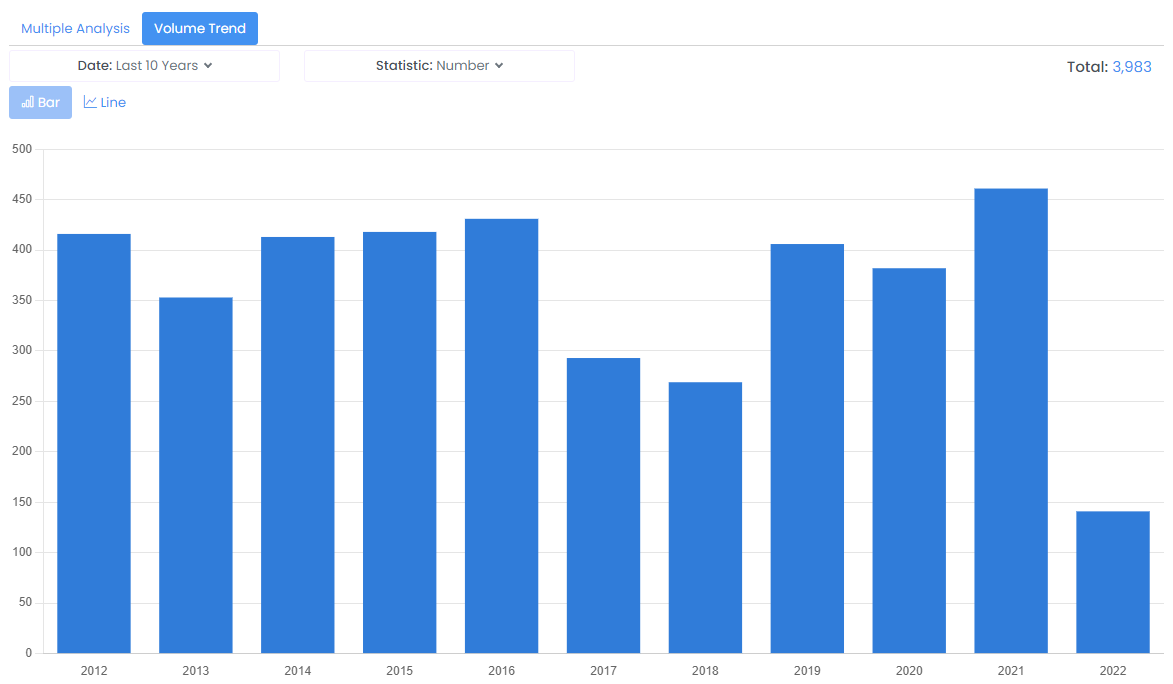 Multiple Analysis Volume Trend
Date: Last 10 Years Statistic: Number Total: 3,983
Bar Line
500
450
400
350
300
250
200
150
100
50
0
2012 2013 2014 2015 2016 2017 2018 2019 2020 2021 2022